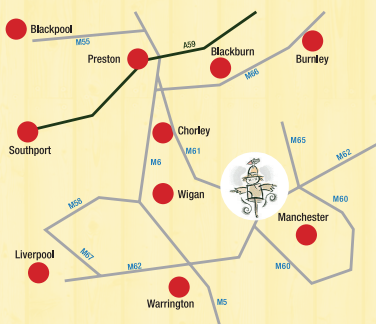 Blackpool
M55
A59
Preston
Blackburn
Burnley
M66
Chorley
M61
Southport
M65
M6
M62
M58
Wigan
M60
Manchester
Liverpool
M67
M62
M60
Warrington
M5